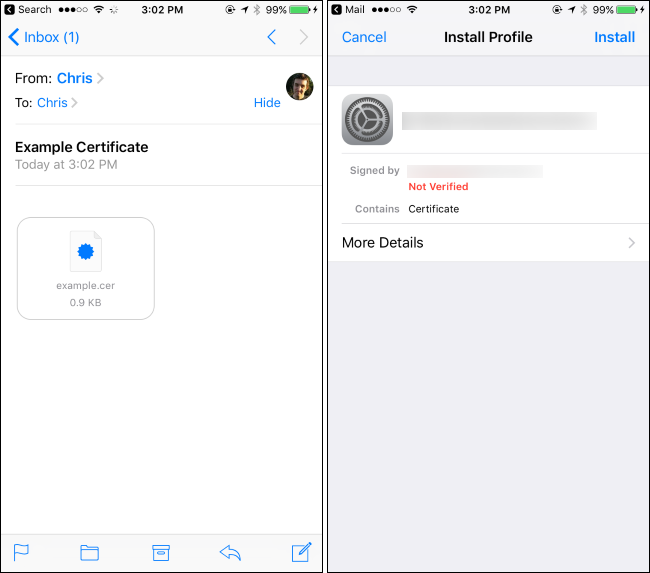 Search 3:02 PM 99%
Inbox (1)
From: Chris
To: Chris Hide
Example Certificate
Today at 3:02 PM
example.cer
0.9 KB
Mail 3:02 PM 99%
Cancel Install Profile Install
Signed by
Not Verified
Contains Certificate
More Details